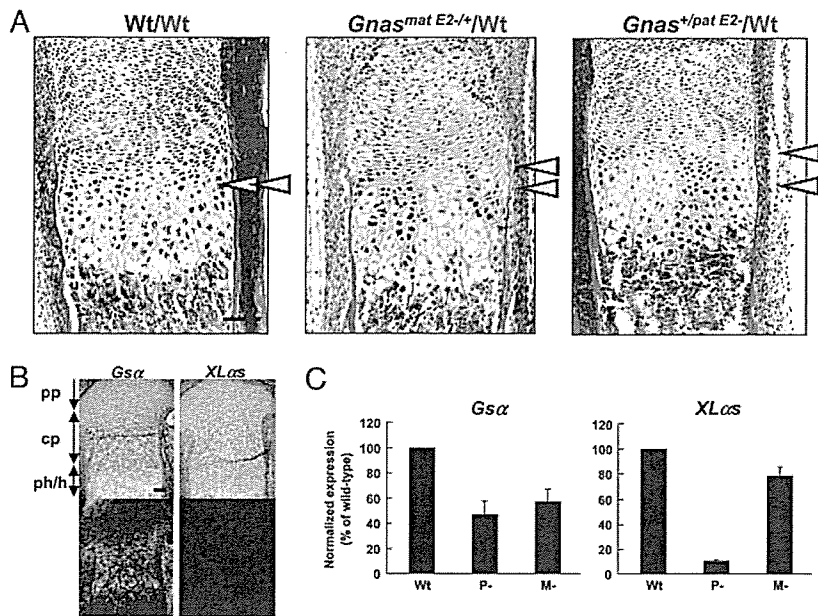 A
Wt/Wt
Gnas mat E2-/+/Wt
Gnas +/pat E2-/Wt
B
Gsα
XLαs
pp
cp
ph/h
C
Gsα
XLαs
Normalized expression
(% of wild-type)
120
100
80
60
40
20
0
Wt
P-
M-
120
100
80
60
40
20
0
Wt
P-
M-